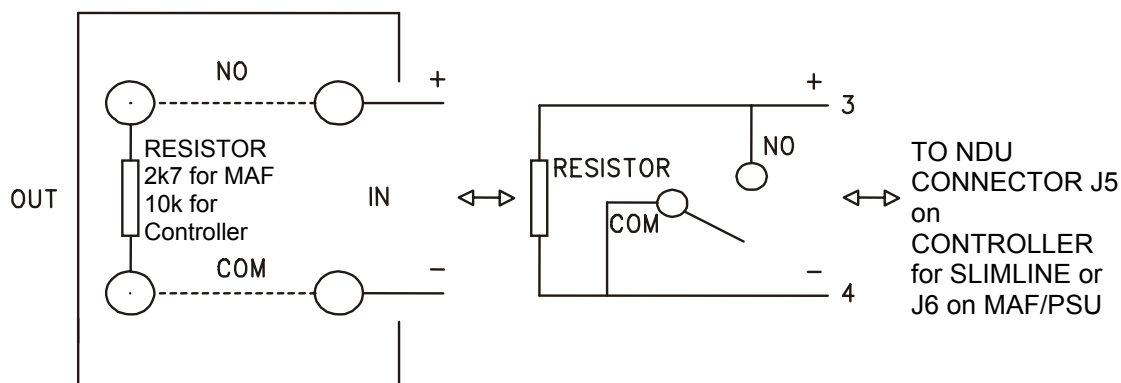 NO
+
RESISTOR
2k7 for MAF
10k for
Controller
OUT
IN
COM
–
+
3
NO
RESISTOR
COM
–
4
TO NDU
CONNECTOR J5
on
CONTROLLER
for SLIMLINE or
J6 on MAF/PSU